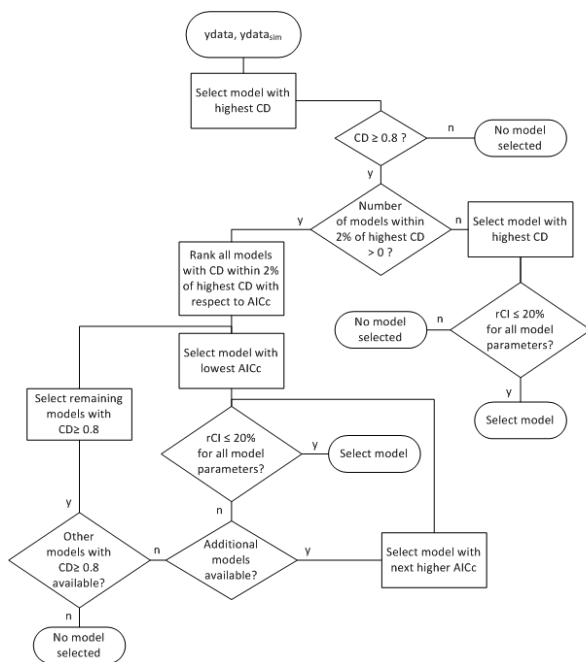 ydata, ydatasim
Select model with
highest CD
CD ≥ 0.8 ?
n
No model
selected
y
Number
of models within
2% of highest CD
> 0 ?
y
n
Select model with
highest CD
Rank all models
with CD within 2%
of highest CD with
respect to AICc
rCI ≤ 20%
for all model
parameters?
n
No model
selected
y
Select model
Select model with
lowest AICc
Select remaining
models with
CD≥ 0.8
rCI ≤ 20%
for all model
parameters?
y
Select model
n
y
Other
models with
CD≥ 0.8
available?
n
Additional
models
available?
y
Select model with
next higher AICc
n
No model
selected